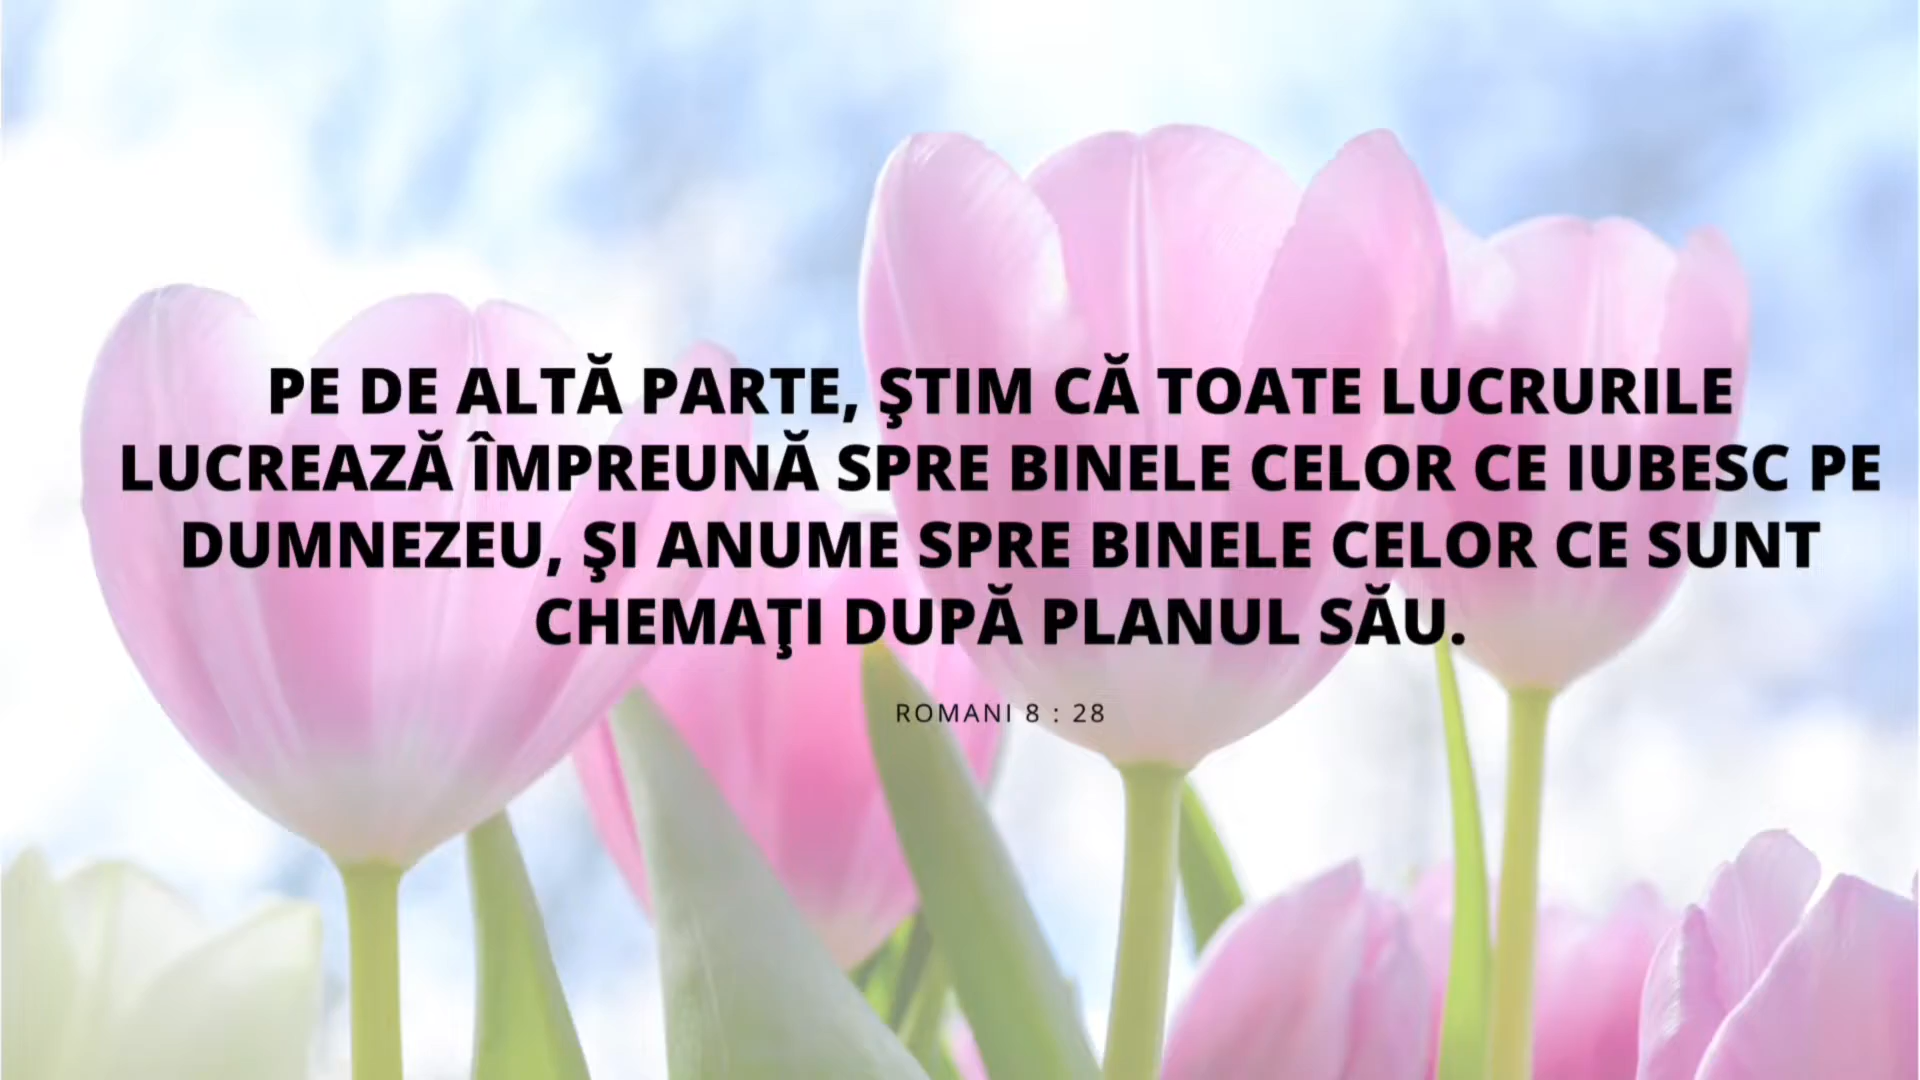 PE DE ALTĂ PARTE, ŞTIM CĂ TOATE LUCRURILE
LUCREAZĂ ÎMPREUNĂ SPRE BINELE CELOR CE IUBESC PE
DUMNEZEU, ŞI ANUME SPRE BINELE CELOR CE SUNT
CHEMAŢI DUPĂ PLANUL SĂU.
ROMANI 8 : 28